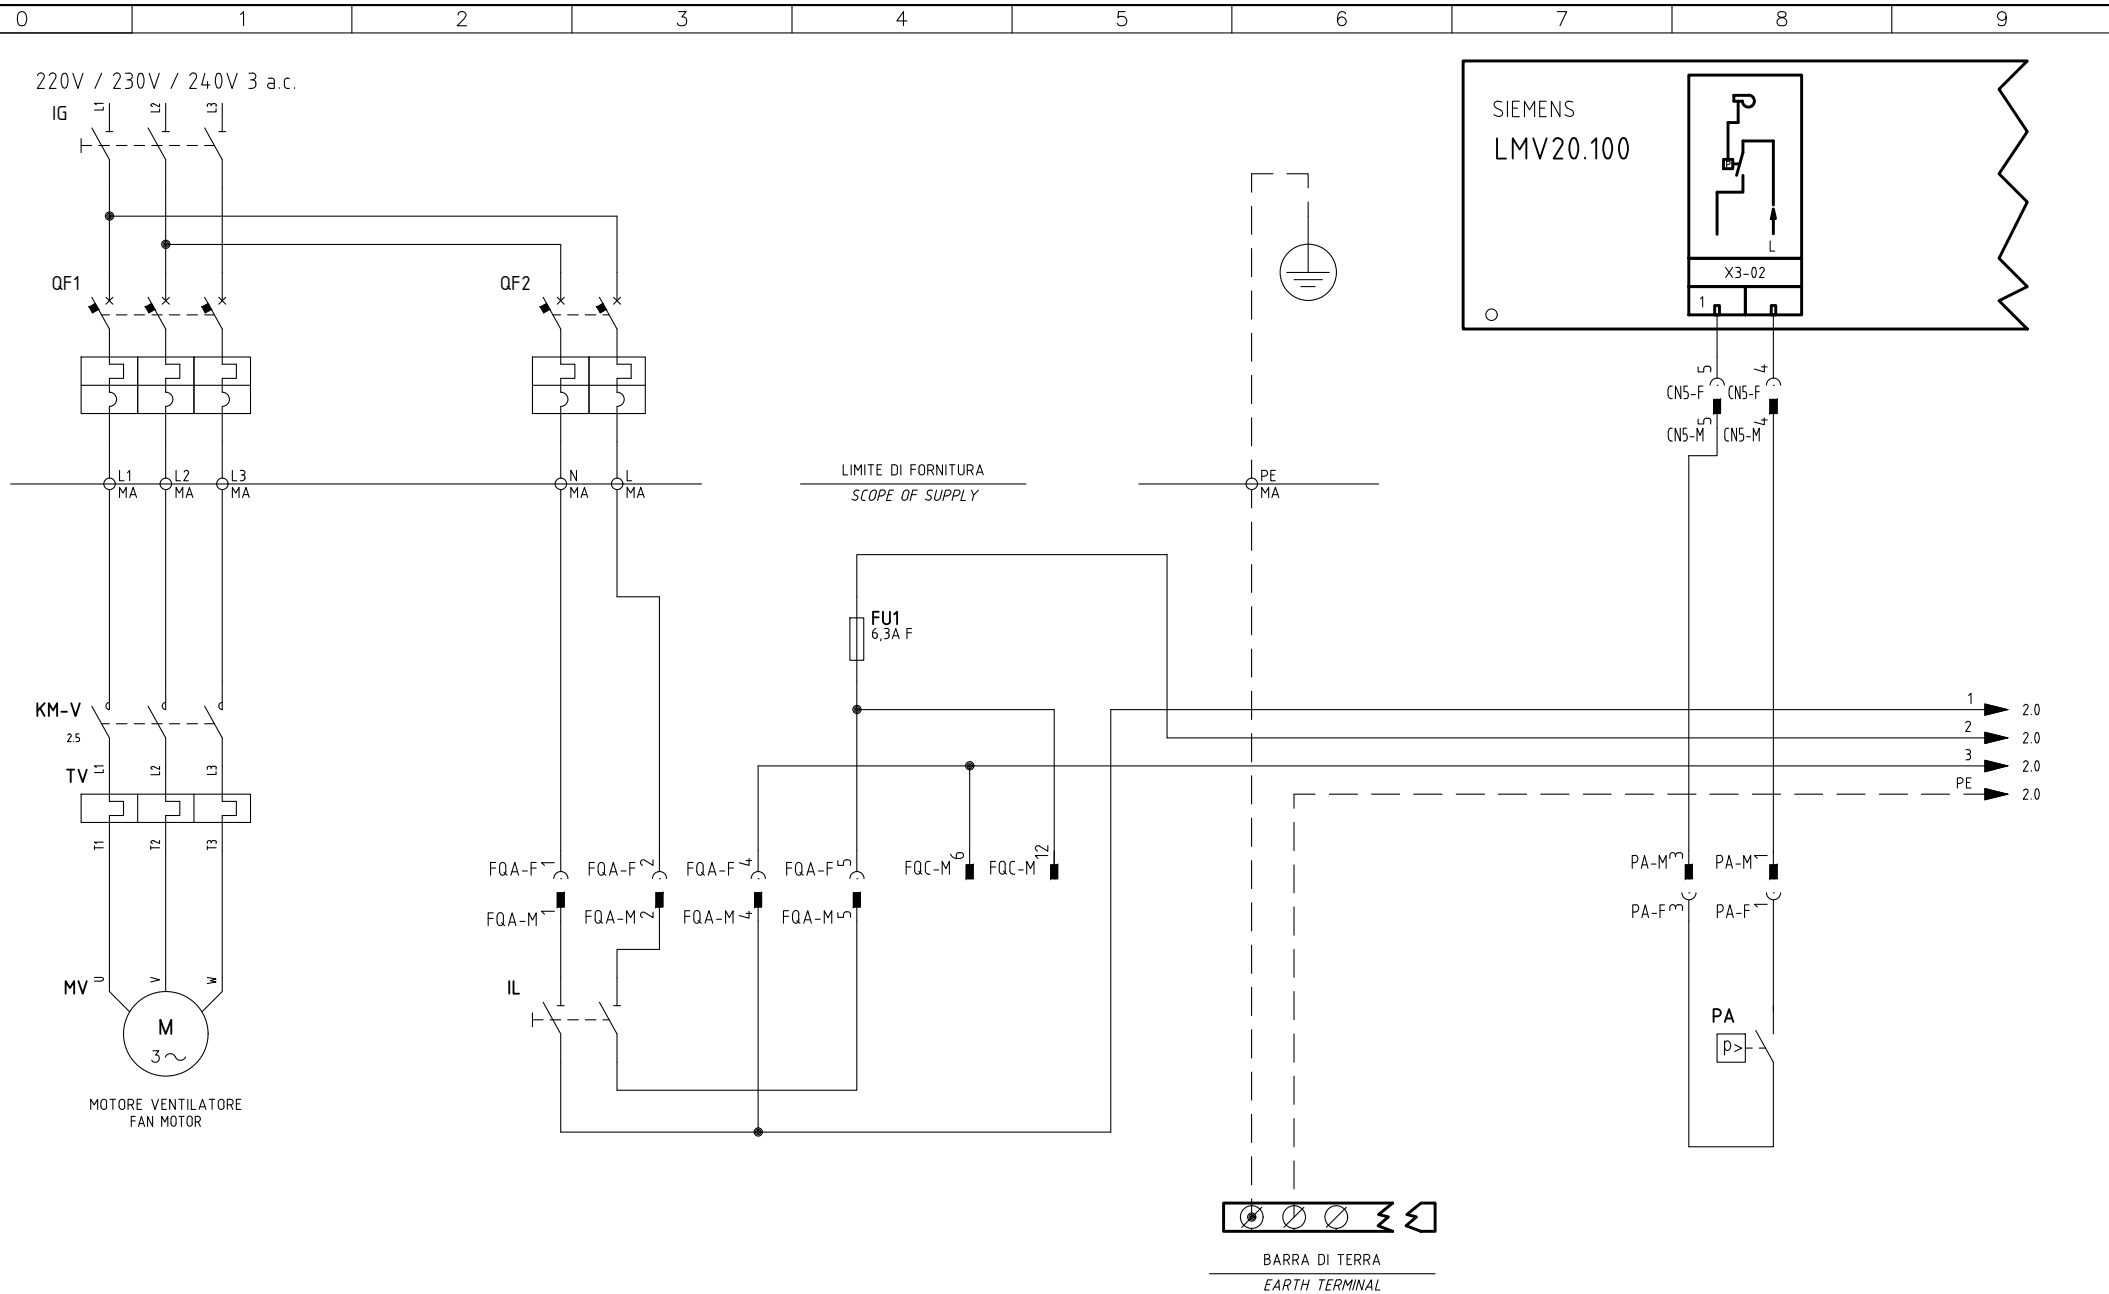 0 1 2 3 4 5 6 7 8 9
220V / 230V / 240V 3 a.c.
IG
L1 L2 L3
SIEMENS
LMV20.100
P
L
X3-02
1
QF1
QF2
5 4
CN5-F CN5-F
5 4
CN5-M CN5-M
L1 L2 L3 N L PE
MA MA MA MA MA MA
LIMITE DI FORNITURA
SCOPE OF SUPPLY
FU1
6,3A F
KM-V
2.5
1 2.0
2 2.0
3 2.0
PE 2.0
TV
L1 L2 L3
T1 T2 T3
FQA-F 1 FQA-F 2 FQA-F 4 FQA-F 5 FQC-M 6 FQC-M 12 PA-M 3 PA-M 1
FQA-M 1 FQA-M 2 FQA-M 4 FQA-M 5 PA-F 3 PA-F 1
MV
U V W
IL
M
3~
PA
P>
MOTORE VENTILATORE
FAN MOTOR
BARRA DI TERRA
EARTH TERMINAL